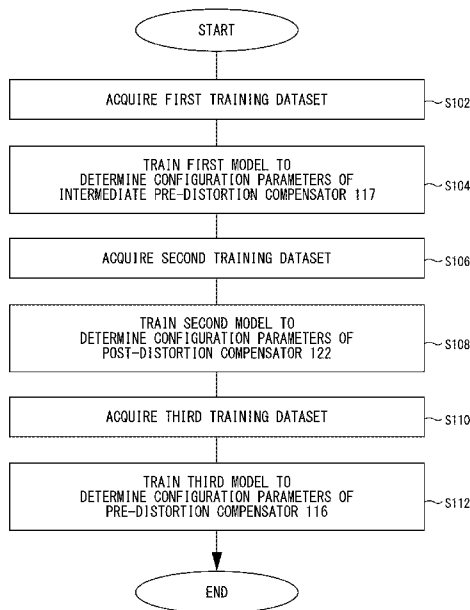 START
ACQUIRE FIRST TRAINING DATASET
S102
TRAIN FIRST MODEL TO
DETERMINE CONFIGURATION PARAMETERS OF
INTERMEDIATE PRE-DISTORTION COMPENSATOR 117
S104
ACQUIRE SECOND TRAINING DATASET
S106
TRAIN SECOND MODEL TO
DETERMINE CONFIGURATION PARAMETERS OF
POST-DISTORTION COMPENSATOR 122
S108
ACQUIRE THIRD TRAINING DATASET
S110
TRAIN THIRD MODEL TO
DETERMINE CONFIGURATION PARAMETERS OF
PRE-DISTORTION COMPENSATOR 116
S112
END